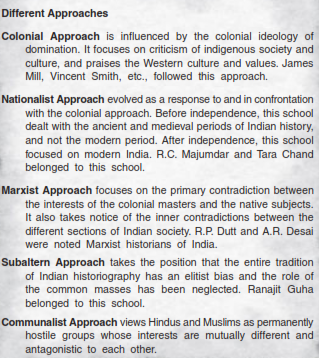 Different Approaches
Colonial Approach is influenced by the colonial ideology of
domination. It focuses on criticism of indigenous society and
culture, and praises the Western culture and values. James
Mill, Vincent Smith, etc., followed this approach.
Nationalist Approach evolved as a response to and in confrontation
with the colonial approach. Before independence, this school
dealt with the ancient and medieval periods of Indian history,
and not the modern period. After independence, this school
focused on modern India. R.C. Majumdar and Tara Chand
belonged to this school.
Marxist Approach focuses on the primary contradiction between
the interests of the colonial masters and the native subjects.
It also takes notice of the inner contradictions between the
different sections of Indian society. R.P. Dutt and A.R. Desai
were noted Marxist historians of India.
Subaltern Approach takes the position that the entire tradition
of Indian historiography has an elitist bias and the role of
the common masses has been neglected. Ranajit Guha
belonged to this school.
Communalist Approach views Hindus and Muslims as permanently
hostile groups whose interests are mutually different and
antagonistic to each other.